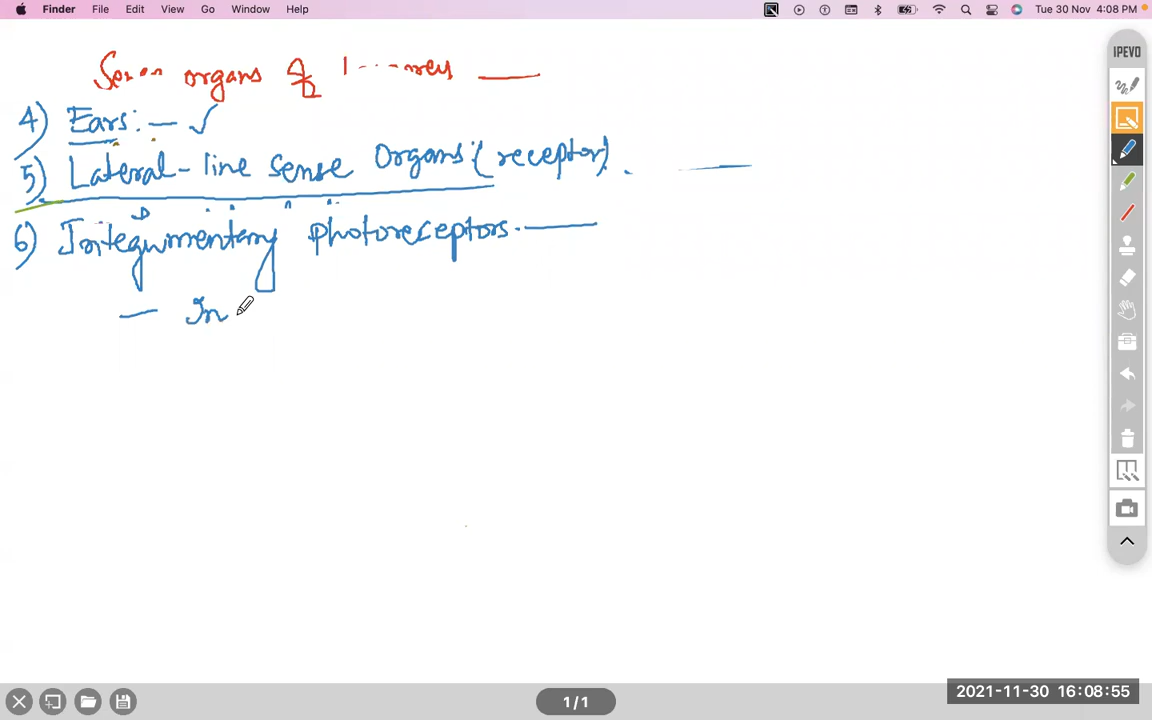 Finder File Edit View Go Window Help Tue 30 Nov 4:08 PM
IPEVO
organs of
4) Ears:- ✓
5) Lateral-line sense Organs (receptor).
6) Integumentary photoreceptors.
— In
1/1
2021-11-30 16:08:55